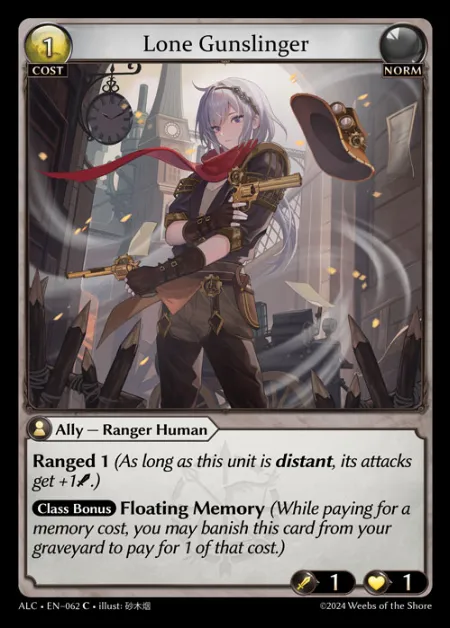 1
Lone Gunslinger
COST
NORM
Ally — Ranger Human
Ranged 1 (As long as this unit is distant, its attacks
get +1.)
Class Bonus Floating Memory (While paying for a
memory cost, you may banish this card from your
graveyard to pay for 1 of that cost.)
1 1
ALC • EN-062 C • illust: 砂木烟 ©2024 Weebs of the Shore